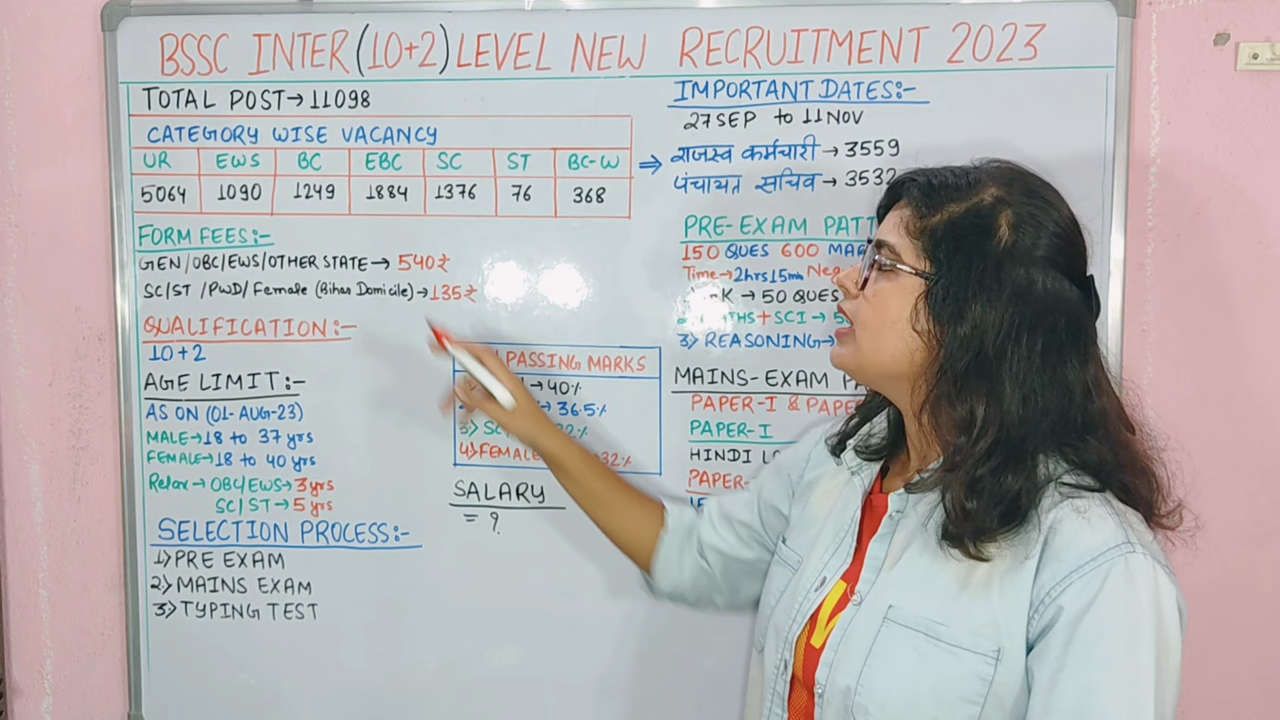 BSSC INTER (10+2) LEVEL NEW RECRUITMENT 2023
TOTAL POST→11098
CATEGORY WISE VACANCY
UR EWS BC EBC SC ST BC-W
5064 1090 1249 1884 1376 76 368
FORM FEES:-
GEN/OBC/EWS/OTHER STATE→ 540₹
SC/ST /PWD/Female (Bihar Domicile)→135₹
QUALIFICATION:-
10+2
AGE LIMIT:-
AS ON (01-AUG-23)
MALE→18 to 37 yrs
FEMALE→18 to 40 yrs
Relax→ OBC/EWS→3yrs
SC/ST→5 yrs
SELECTION PROCESS:-
1) PRE EXAM
2) MAINS EXAM
3) TYPING TEST
PASSING MARKS
→40%
→ 36.5%
3) 32%
4) FEMALE 32%
SALARY
= ?
IMPORTANT DATES:-
27 SEP to 11 NOV
⇒ राजस्व कर्मचारी → 3559
पंचायत सचिव → 3532
PRE-EXAM
150 QUES 600
Time→2hrs15min
→ 50 QUES
+ SCI →
3) REASONING→
MAINS-EXAM
PAPER-I &
PAPER-I
HINDI